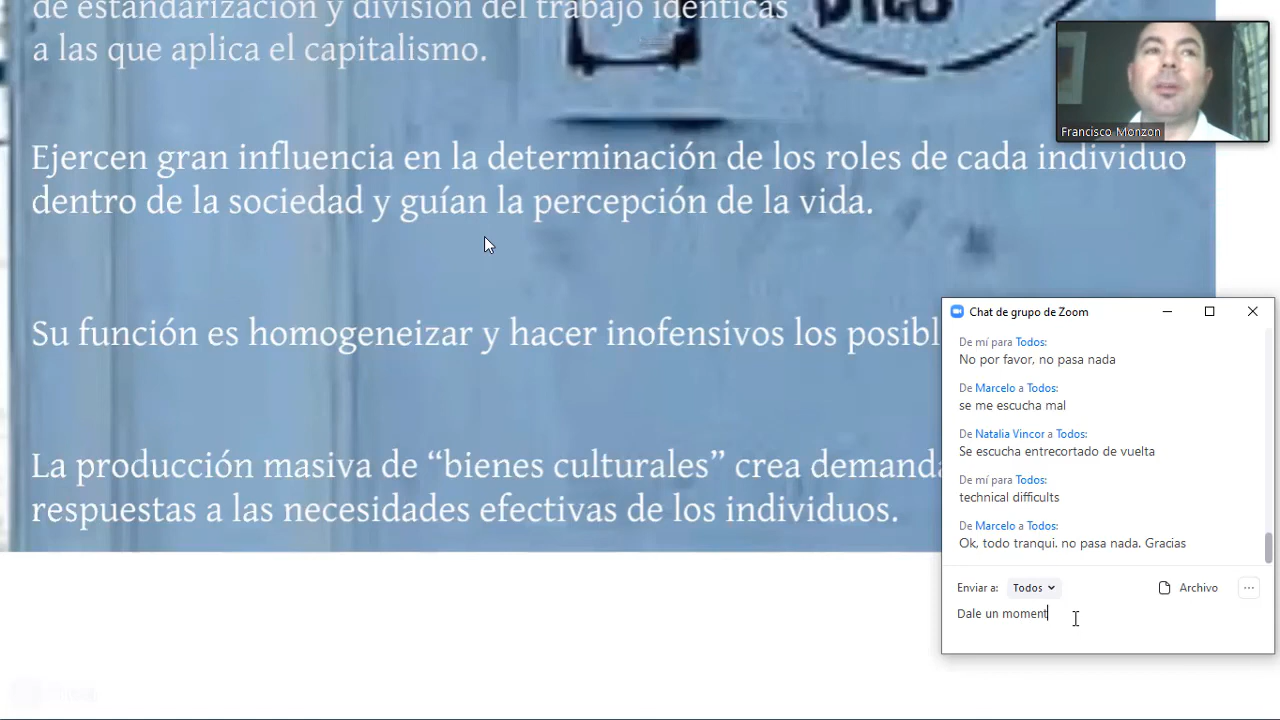 de estandarización y división del trabajo idénticas
a las que aplica el capitalismo.
Francisco Monzon
Ejercen gran influencia en la determinación de los roles de cada individuo
dentro de la sociedad y guían la percepción de la vida.
Su función es homogeneizar y hacer inofensivos los
La producción masiva de “bienes culturales” crea
respuestas a las necesidades efectivas de los individuos.
Chat de grupo de Zoom
De mí para Todos:
No por favor, no pasa nada
De Marcelo a Todos:
se me escucha mal
De Natalia Vincor a Todos:
Se escucha entrecortado de vuelta
De mí para Todos:
technical difficults
De Marcelo a Todos:
Ok, todo tranqui. no pasa nada. Gracias
Enviar a: Todos Archivo
Dale un moment